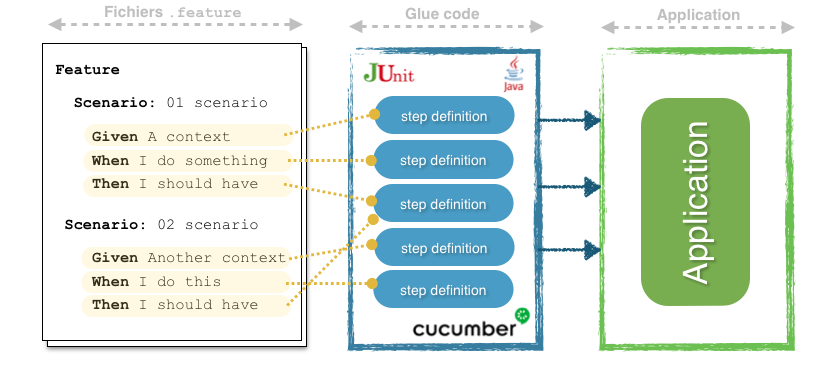 Fichiers .feature
Glue code
Application
Feature
Scenario: 01 scenario
Given A context
When I do something
Then I should have
Scenario: 02 scenario
Given Another context
When I do this
Then I should have
JUnit
Java
step definition
step definition
step definition
step definition
step definition
cucumber
Application